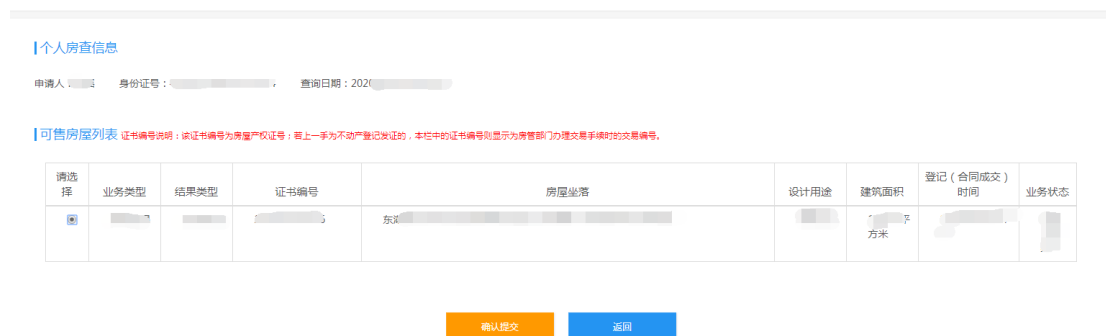 个人房查信息
申请人： 身份证号： 查询日期：202
可售房屋列表 证书编号说明：该证书编号为房屋产权证号；若上一手为不动产登记发证的，本栏中的证书编号则显示为房管部门办理交易手续时的交易编号。
请选择 业务类型 结果类型 证书编号 房屋坐落 设计用途 建筑面积 登记（合同成交）时间 业务状态
东
方米
确认提交 返回